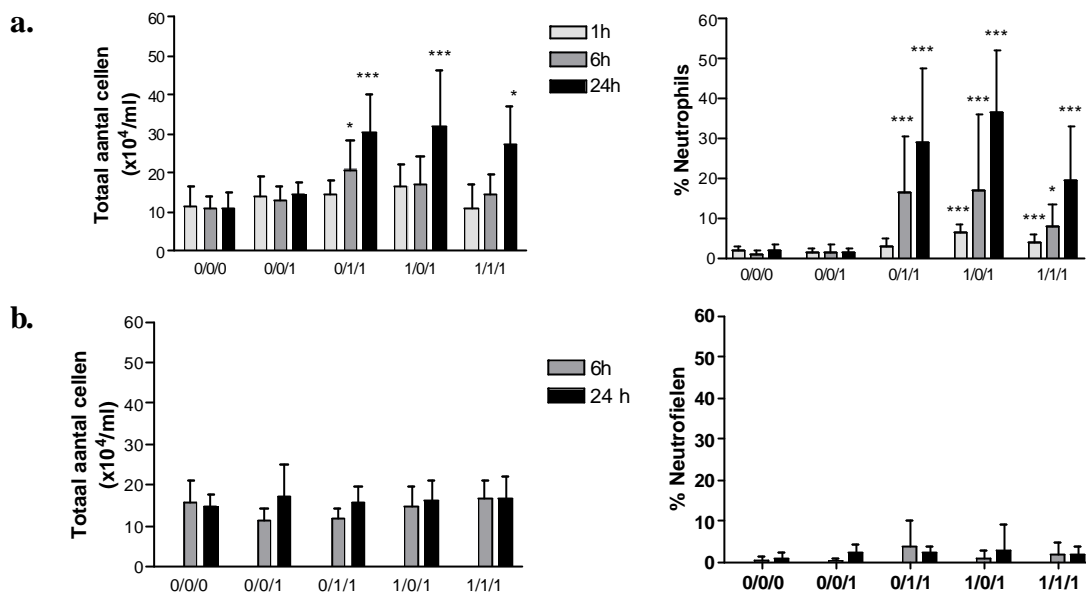 a.
Totaal aantal cellen
(x10⁴/ml)
60
50
40
30
20
10
0
*
***
***
*
0/0/0 0/0/1 0/1/1 1/0/1 1/1/1
1h
6h
24h
% Neutrophils
60
50
40
30
20
10
0
***
***
***
***
***
***
*
***
0/0/0 0/0/1 0/1/1 1/0/1 1/1/1
b.
Totaal aantal cellen
(x10⁴/ml)
60
50
40
30
20
10
0
0/0/0 0/0/1 0/1/1 1/0/1 1/1/1
6h
24 h
% Neutrofielen
60
50
40
30
20
10
0
0/0/0 0/0/1 0/1/1 1/0/1 1/1/1